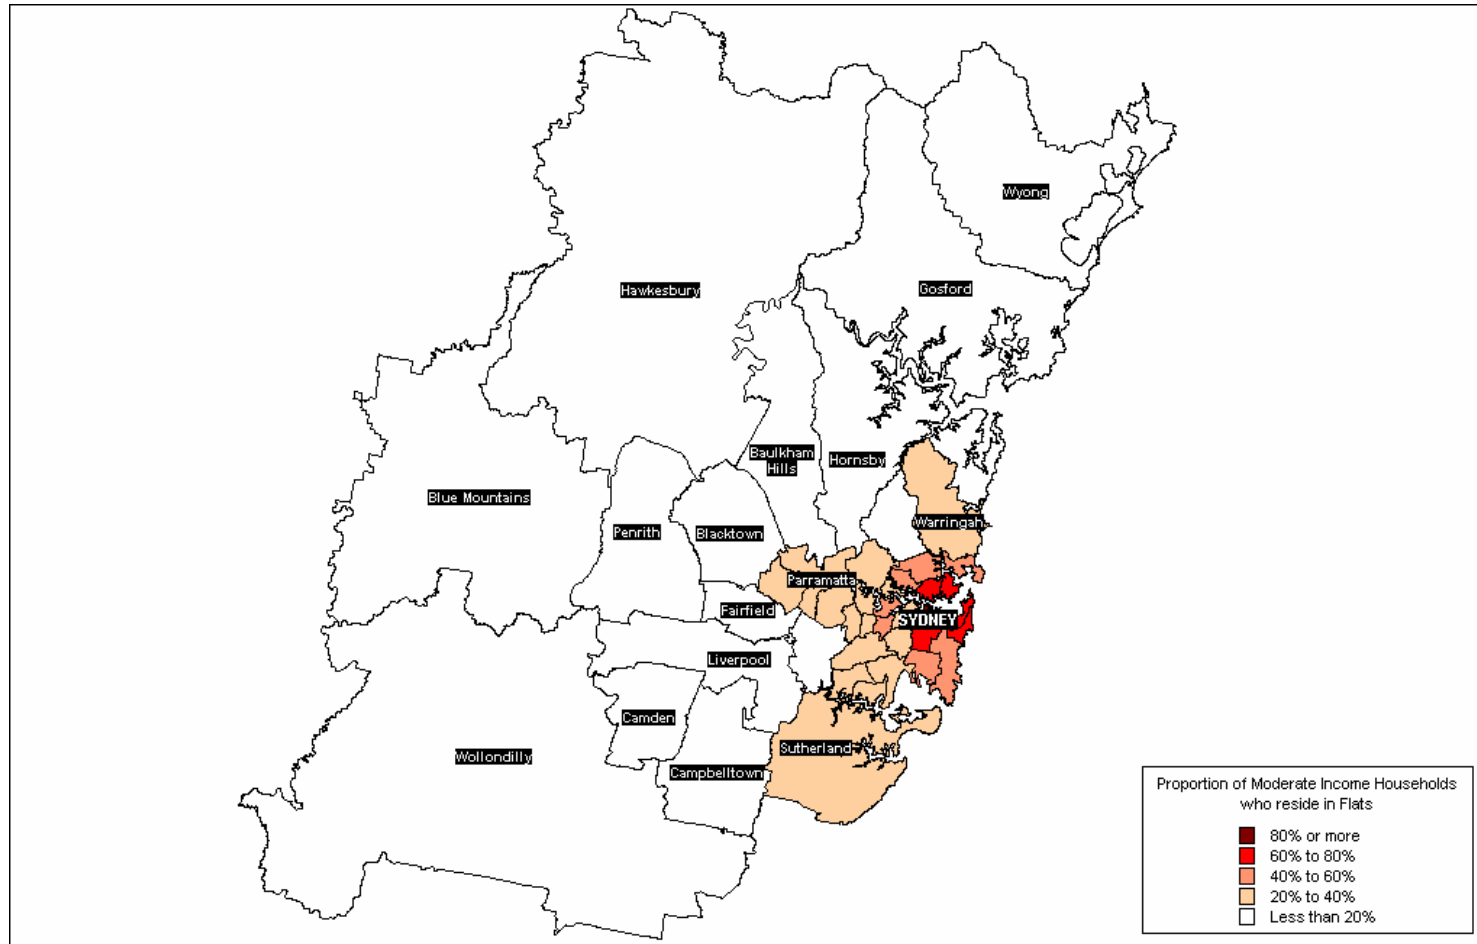 Wyong
Hawkesbury
Gosford
Baulkham
Hills
Hornsby
Blue Mountains
Warringah
Penrith
Blacktown
Parramatta
Fairfield
SYDNEY
Liverpool
Camden
Sutherland
Wollondilly
Campbelltown
Proportion of Moderate Income Households
who reside in Flats
80% or more
60% to 80%
40% to 60%
20% to 40%
Less than 20%